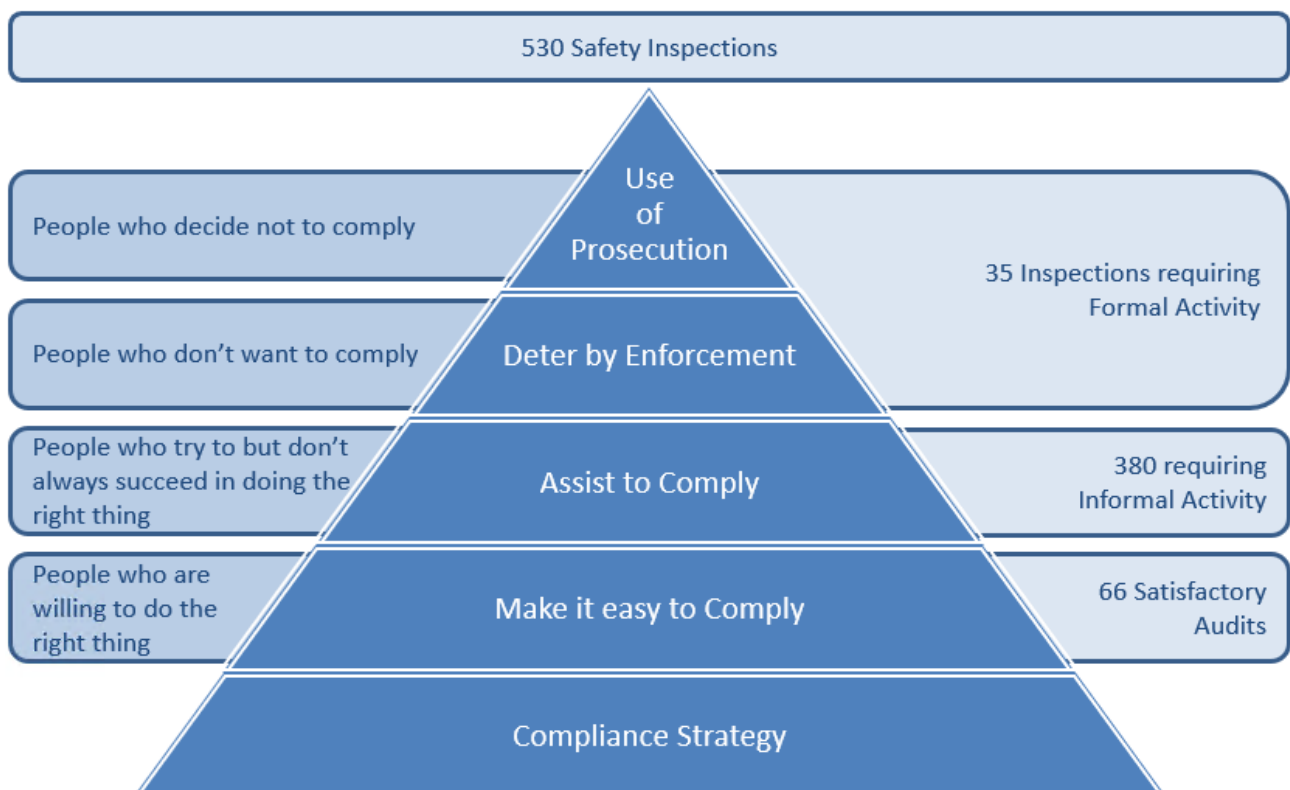 530 Safety Inspections
People who decide not to comply
Use
of
Prosecution
35 Inspections requiring
Formal Activity
People who don’t want to comply
Deter by Enforcement
People who try to but don’t
always succeed in doing the
right thing
Assist to Comply
380 requiring
Informal Activity
People who are
willing to do the
right thing
Make it easy to Comply
66 Satisfactory
Audits
Compliance Strategy